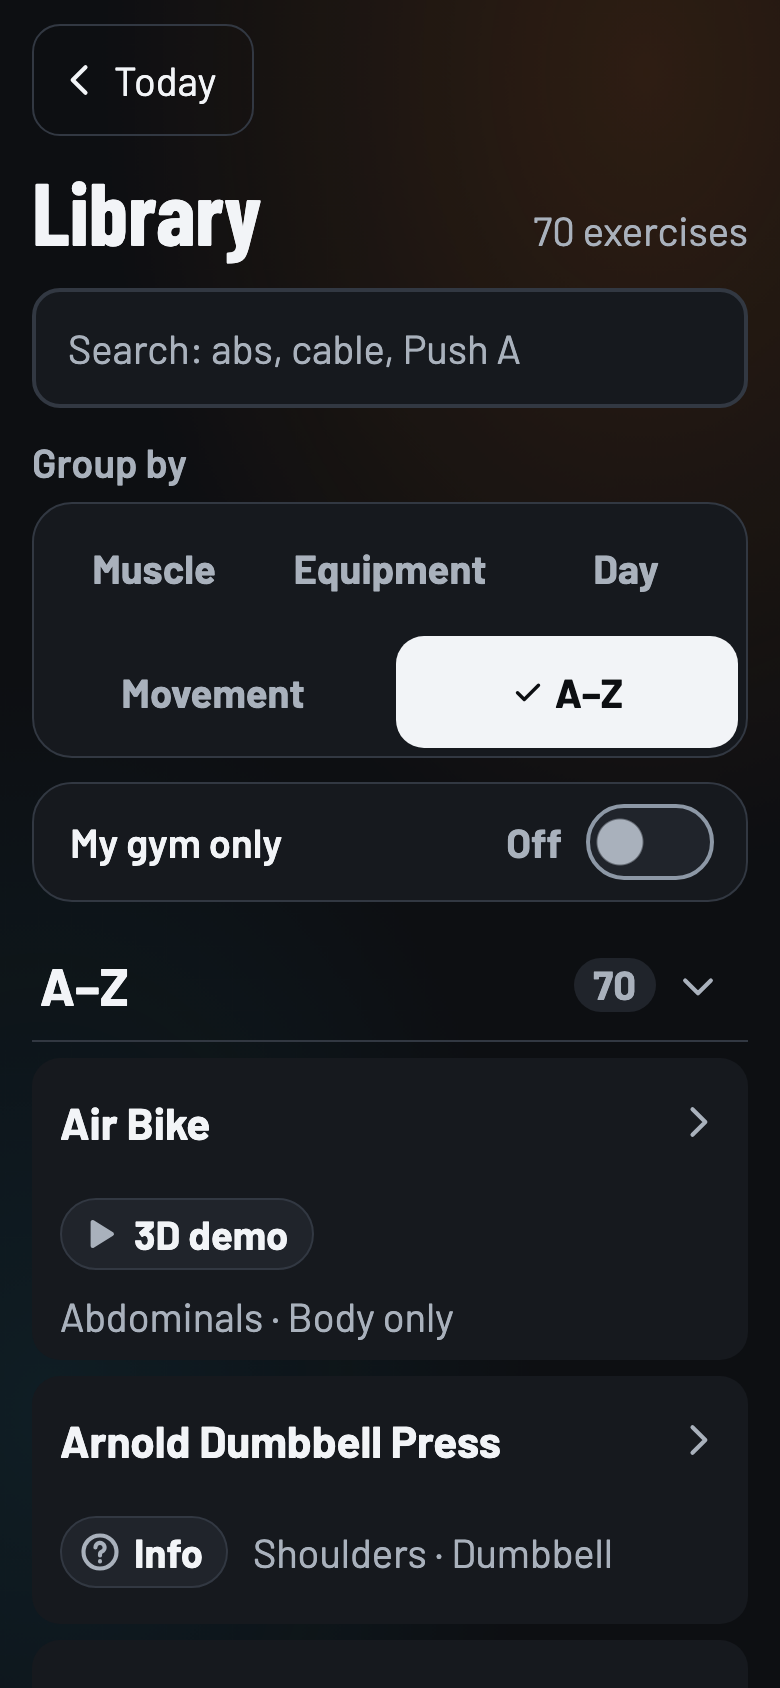 Today
Library
70 exercises
Search: abs, cable, Push A
Group by
Muscle Equipment Day
Movement A–Z
My gym only Off
A–Z 70
Air Bike
3D demo
Abdominals · Body only
Arnold Dumbbell Press
Info Shoulders · Dumbbell